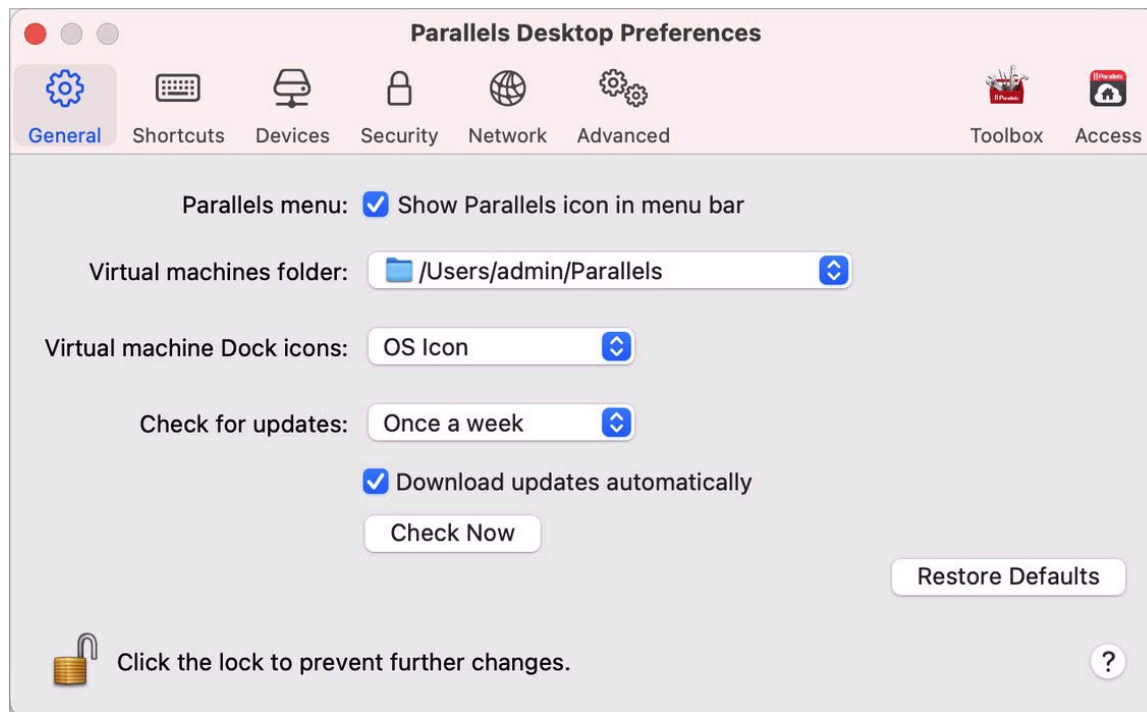 Parallels Desktop Preferences
General Shortcuts Devices Security Network Advanced Toolbox Access
Parallels menu: Show Parallels icon in menu bar
Virtual machines folder: /Users/admin/Parallels
Virtual machine Dock icons: OS Icon
Check for updates: Once a week
Download updates automatically
Check Now
Restore Defaults
Click the lock to prevent further changes. ?